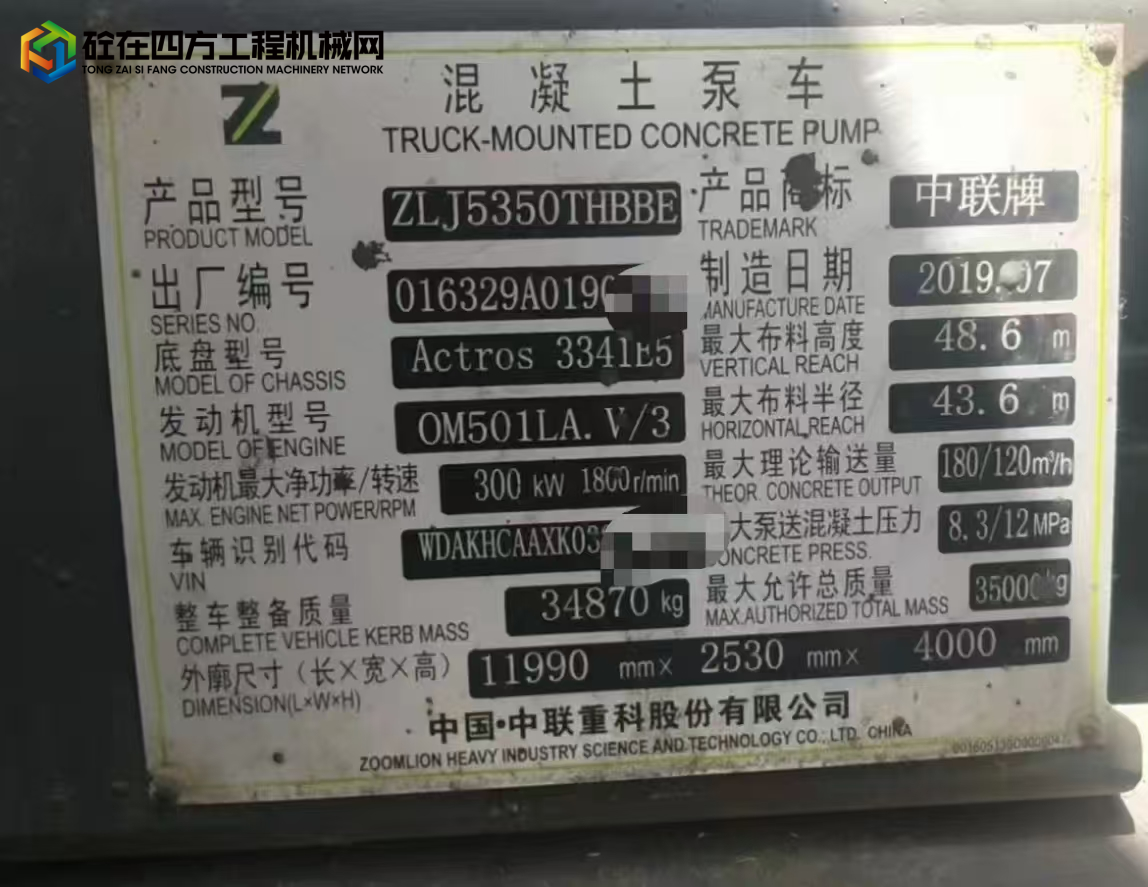 砼在四方工程机械网
TONG ZAI SI FANG CONSTRUCTION MACHINERY NETWORK
混凝土泵车
TRUCK-MOUNTED CONCRETE PUMP
产品型号 ZLJ5350THBBE 产品商标 中联牌
PRODUCT MODEL TRADEMARK
出厂编号 016329A019 制造日期 2019. 07
SERIES NO. MANUFACTURE DATE
底盘型号 Actros 3341E5 最大布料高度 48.6 m
MODEL OF CHASSIS VERTICAL REACH
发动机型号 OM501LA.V/3 最大布料半径 43.6 m
MODEL OF ENGINE HORIZONTAL REACH
发动机最大净功率/转速 300 kW 1800r/min 最大理论输送量 180/120m³/h
MAX. ENGINE NET POWER/RPM THEOR. CONCRETE OUTPUT
车辆识别代码 WDAKHCAAXK03 大泵送混凝土压力 8.3/12MPa
VIN CONCRETE PRESS.
整车整备质量 34870 kg 最大允许总质量 35000kg
COMPLETE VEHICLE KERB MASS MAX.AUTHORIZED TOTAL MASS
外廓尺寸(长×宽×高) 11990 mm× 2530 mm× 4000 mm
DIMENSION(L×W×H)
中国·中联重科股份有限公司
ZOOMLION HEAVY INDUSTRY SCIENCE AND TECHNOLOGY CO., LTD. CHINA